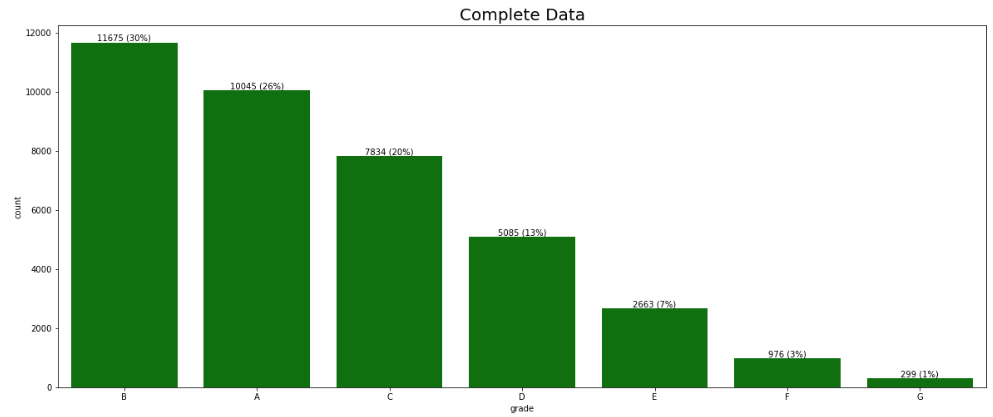 Complete Data
12000
10000
8000
6000
4000
2000
0
count
11675 (30%)
10045 (26%)
7834 (20%)
5085 (13%)
2663 (7%)
976 (3%)
299 (1%)
B
A
C
D
E
F
G
grade